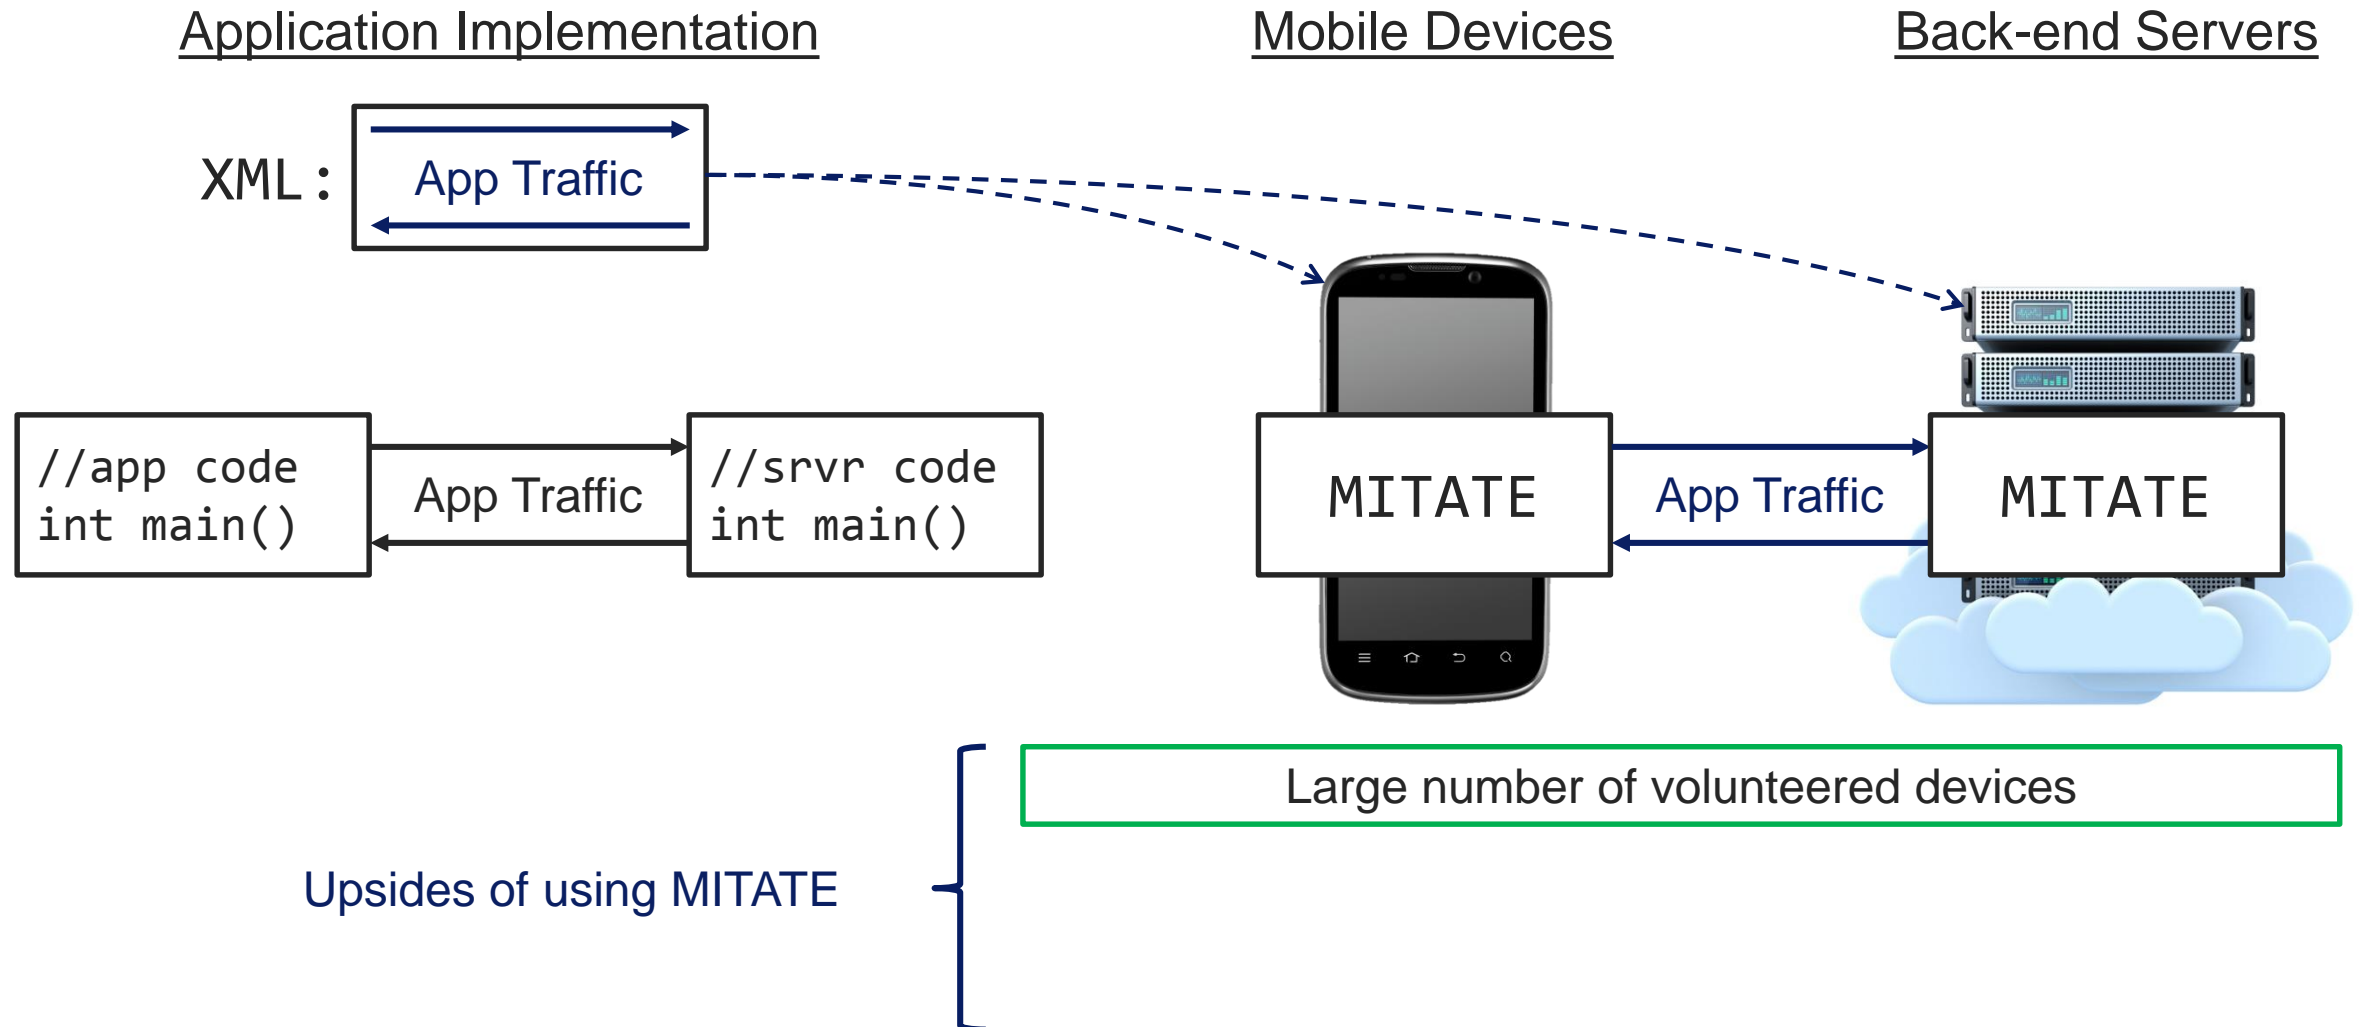 Application Implementation
Mobile Devices
Back-end Servers
XML:
App Traffic
//app code
int main()
App Traffic
//srvr code
int main()
MITATE
App Traffic
MITATE
Large number of volunteered devices
Upsides of using MITATE